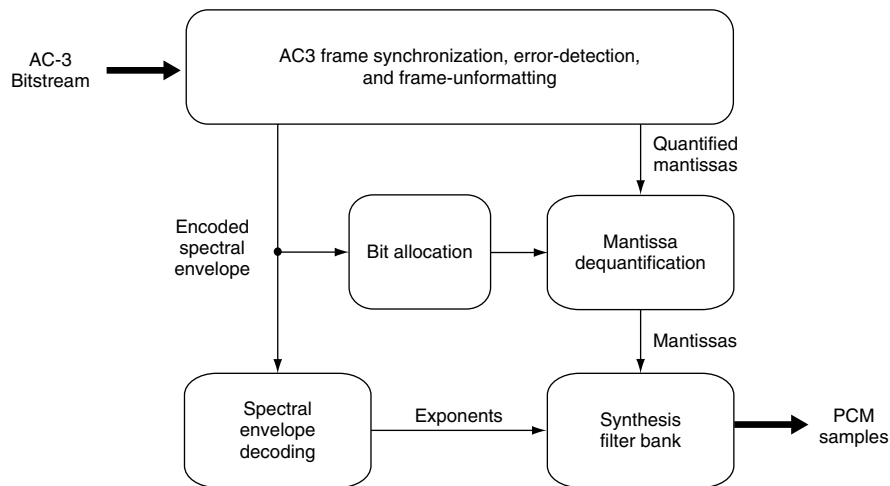 AC-3
Bitstream
AC3 frame synchronization, error-detection,
and frame-unformatting
Quantified
mantissas
Encoded
spectral
envelope
Bit allocation
Mantissa
dequantification
Mantissas
Spectral
envelope
decoding
Exponents
Synthesis
filter bank
PCM
samples